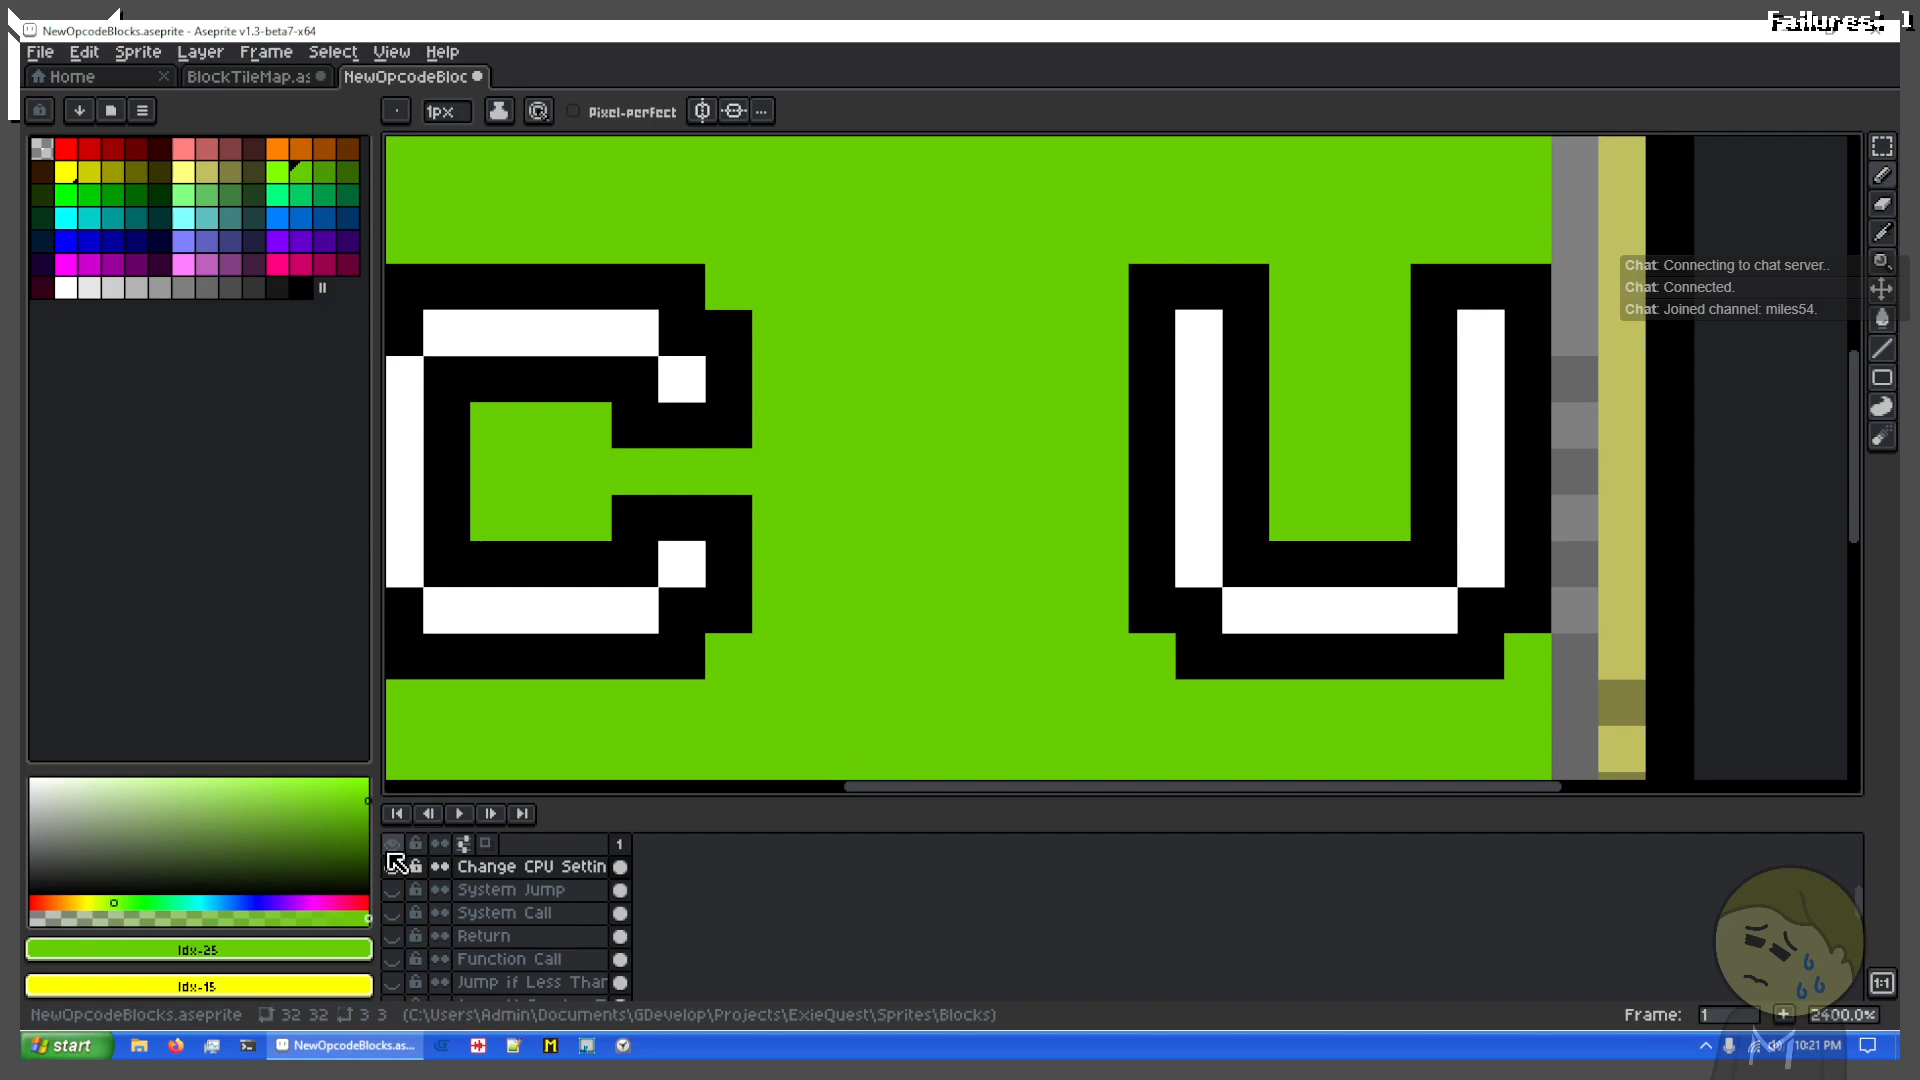 Failures: 1
NewOpcodeBlocks.aseprite - Aseprite v1.3-beta7-x64
File Edit Sprite Layer Frame Select View Help
Home
BlockTileMap.as
NewOpcodeBloc
1px
Pixel-perfect
...
C U
Chat: Connecting to chat server..
Chat: Connected.
Chat: Joined channel: miles54.
1
Change CPU Settin
System Jump
System Call
Return
Function Call
Jump if Less Than
Idx-25
Idx-15
1:1
NewOpcodeBlocks.aseprite 32 32 3 3 (C:\Users\Admin\Documents\GDevelop\Projects\ExieQuest\Sprites\Blocks)
Frame: 1 + 2400.0%
start
NewOpcodeBlocks.as...
M
10:21 PM